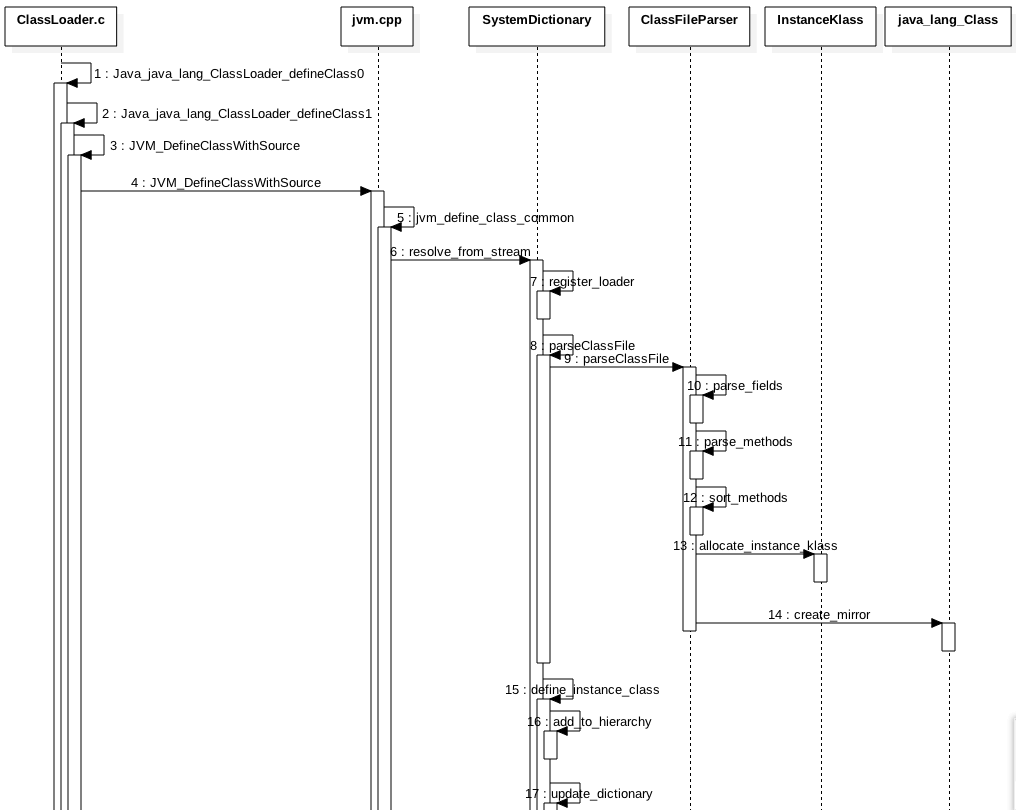 ClassLoader.c
jvm.cpp
SystemDictionary
ClassFileParser
InstanceKlass
java_lang_Class
1 : Java_java_lang_ClassLoader_defineClass0
2 : Java_java_lang_ClassLoader_defineClass1
3 : JVM_DefineClassWithSource
4 : JVM_DefineClassWithSource
5 : jvm_define_class_common
6 : resolve_from_stream
7 : register_loader
8 : parseClassFile
9 : parseClassFile
10 : parse_fields
11 : parse_methods
12 : sort_methods
13 : allocate_instance_klass
14 : create_mirror
15 : define_instance_class
16 : add_to_hierarchy
17 : update_dictionary